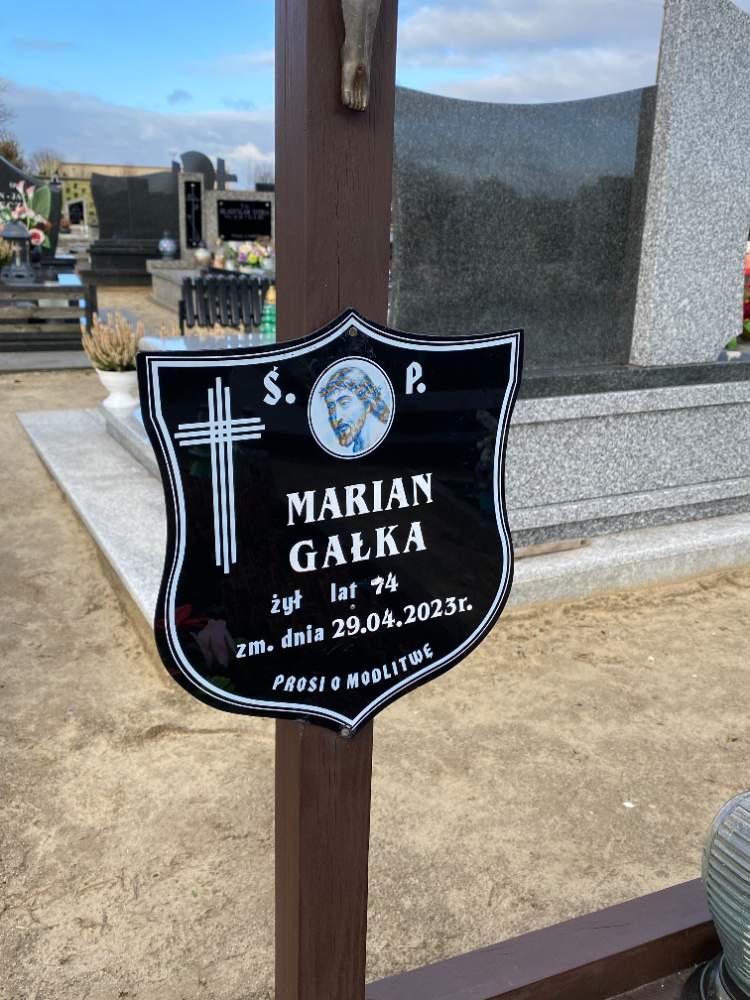 Ś. P.
MARIAN
GAŁKA
żył lat 74
zm. dnia 29.04.2023r.
PROSI O MODLITWĘ